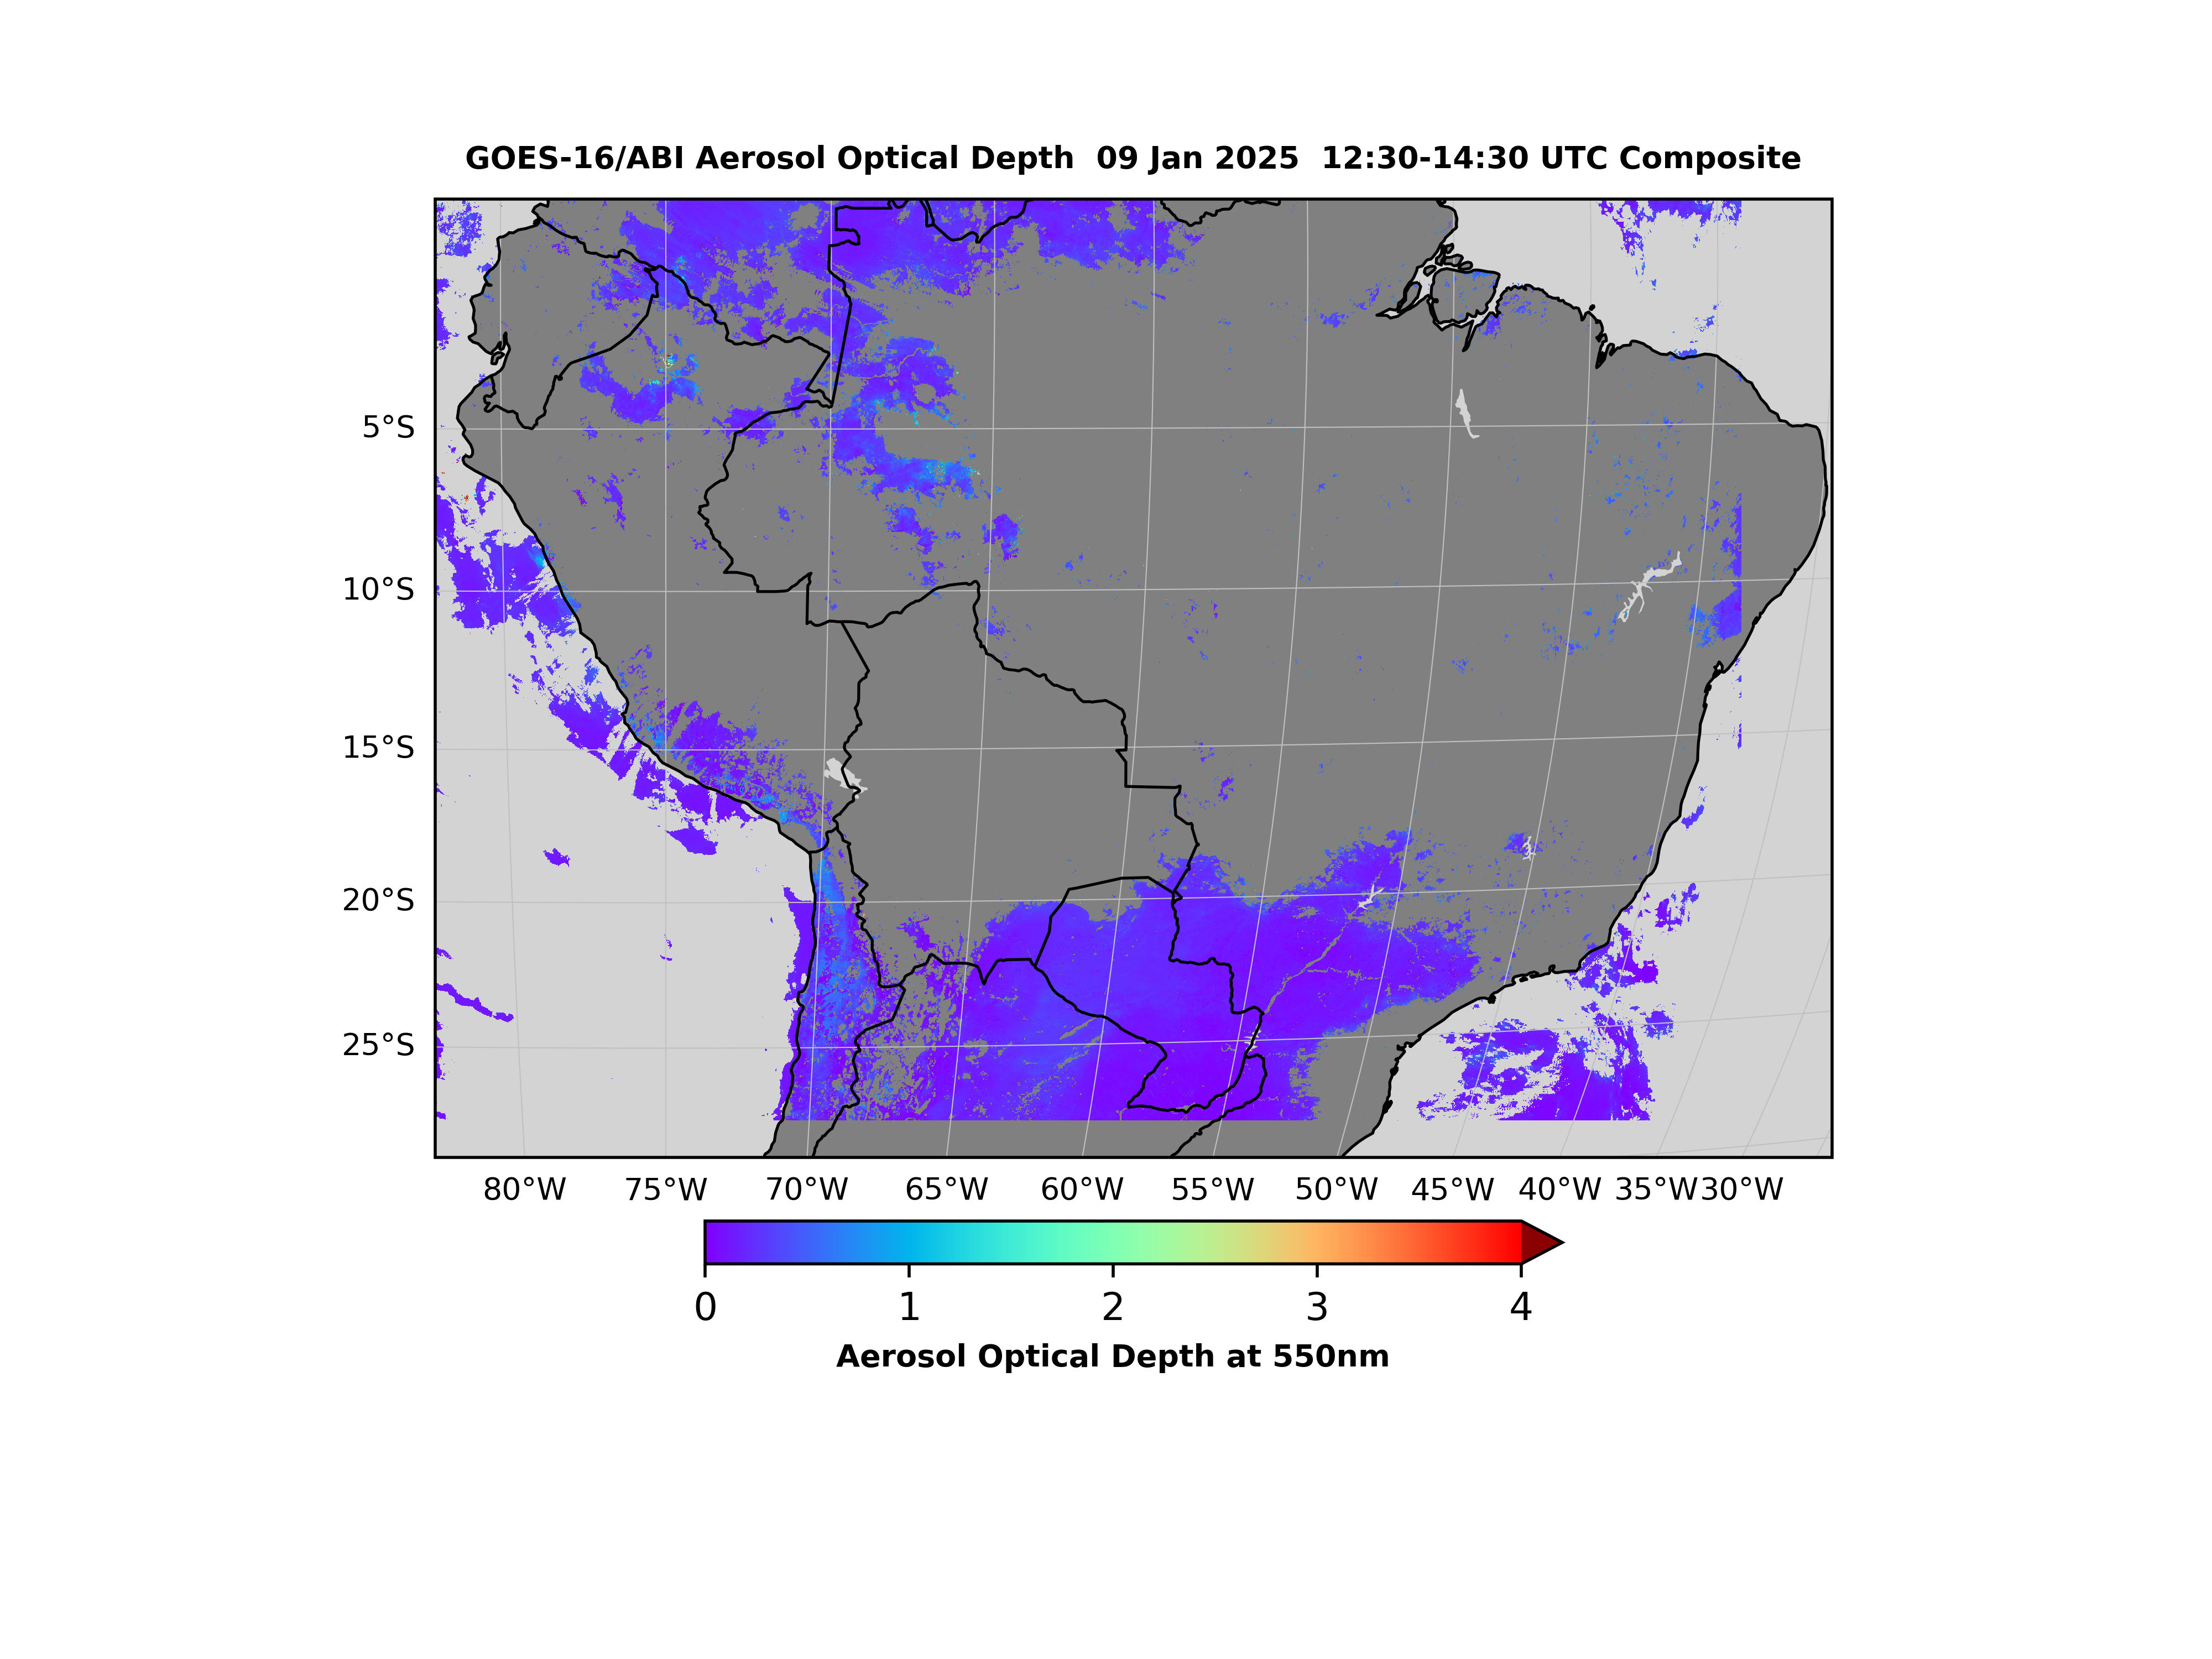 GOES-16/ABI Aerosol Optical Depth  09 Jan 2025  12:30-14:30 UTC Composite
5°S
10°S
15°S
20°S
25°S
80°W 75°W 70°W 65°W 60°W 55°W 50°W 45°W 40°W 35°W 30°W
0 1 2 3 4
Aerosol Optical Depth at 550nm